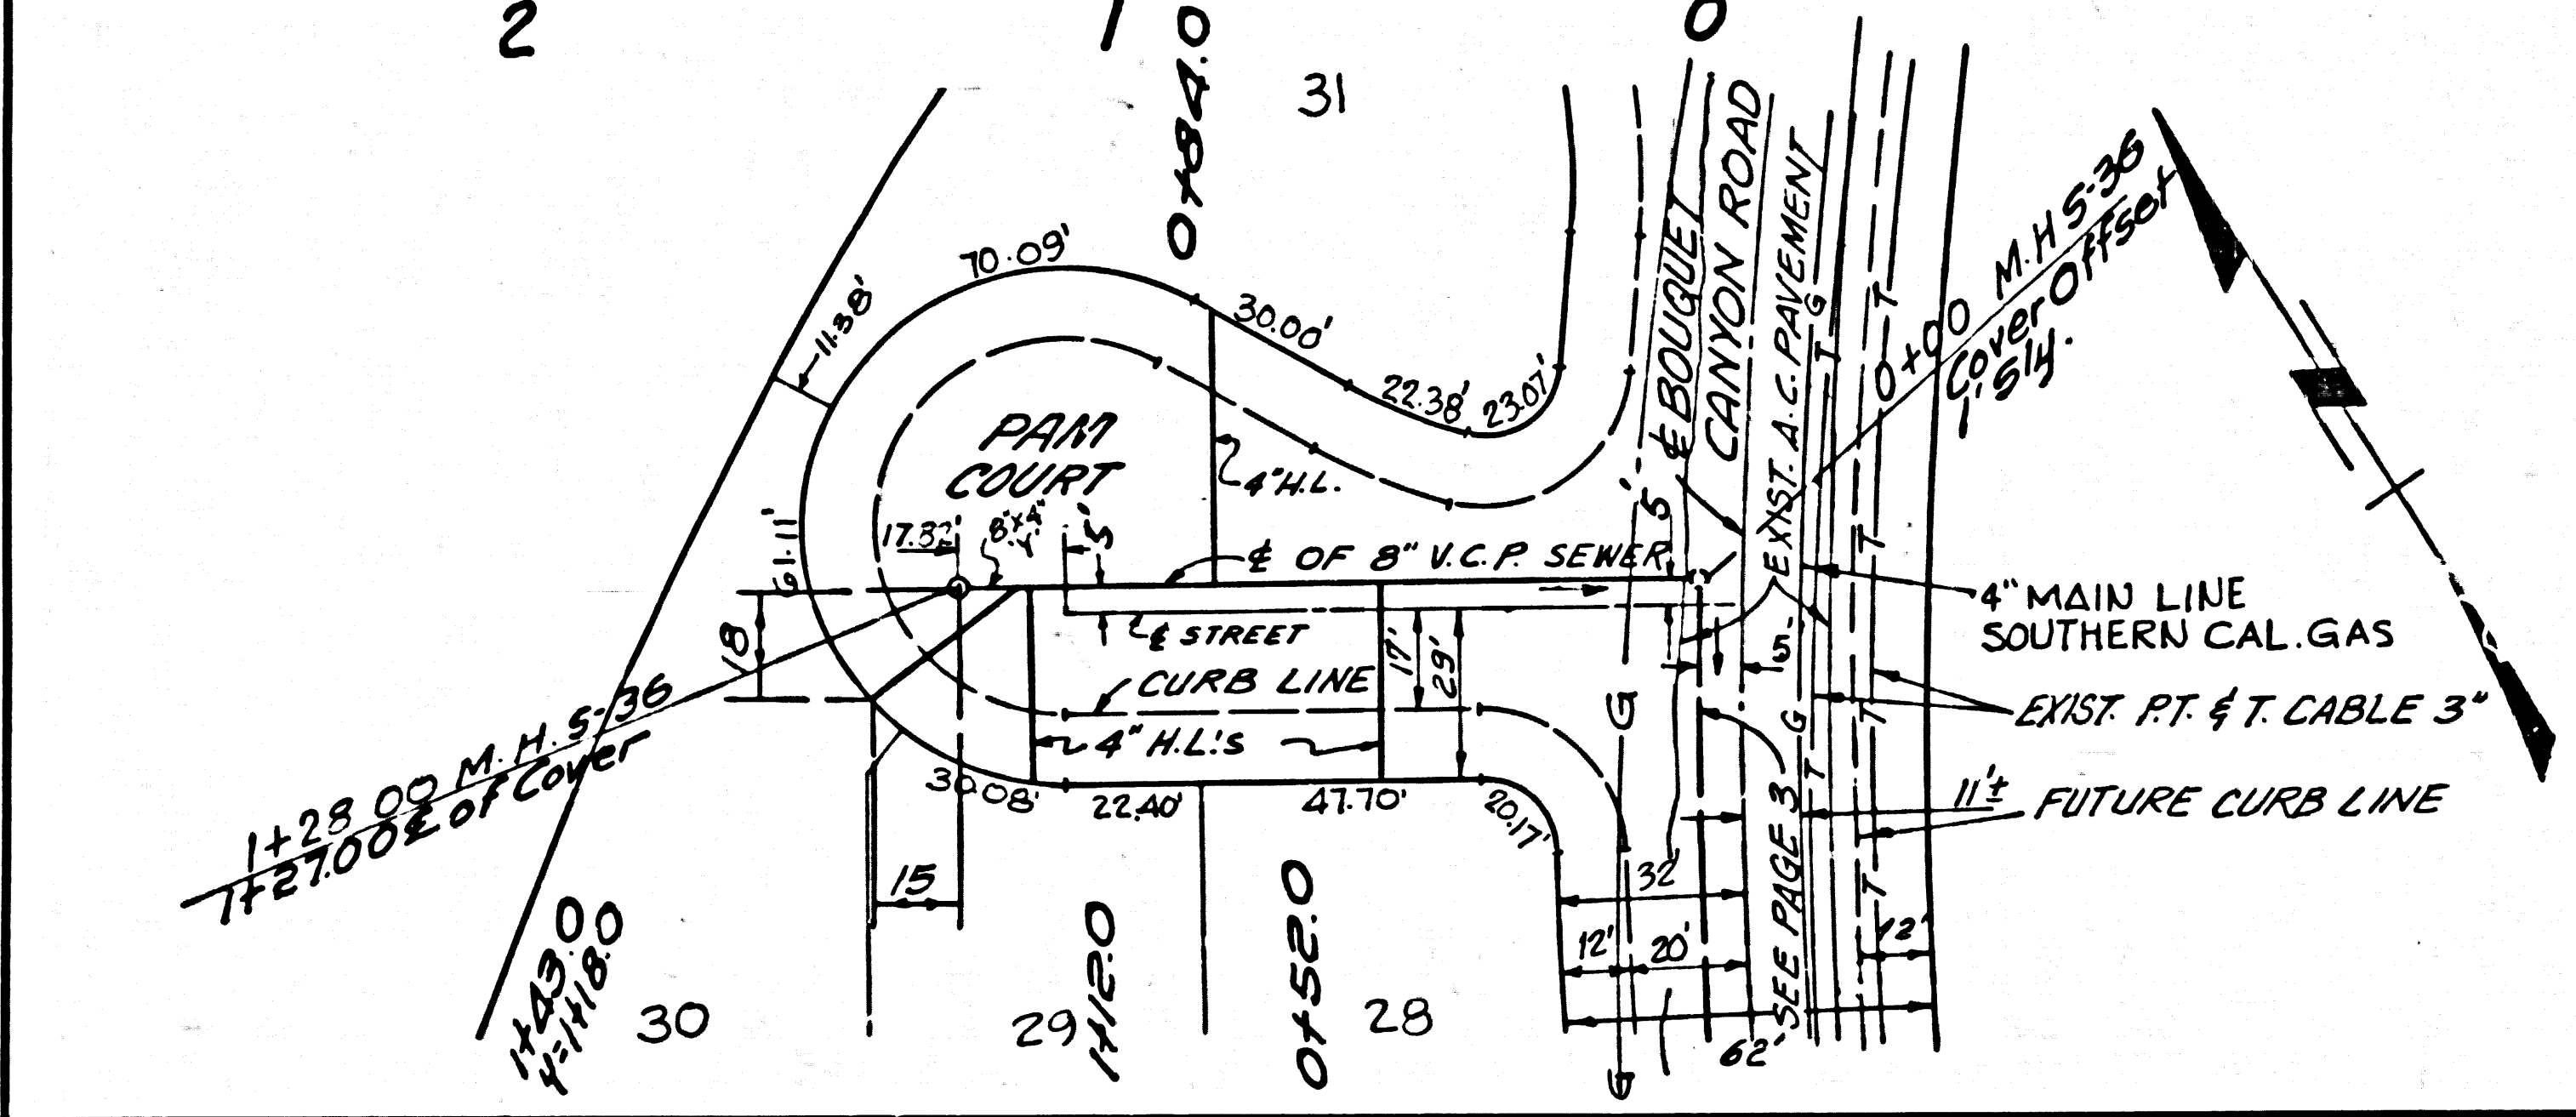 2
1
0
0+84.0
31
70.09'
30.00'
22.38'
23.07'
11.38'
61.11'
℄ BOUQUET
CANYON ROAD
EXIST. A.C. PAVEMENT
G
T
T
0+00 M.H S-36
Cover Offset
PAM
COURT
4" H.L.
17.82'
8"x4"
Y
5'
5'
℄ OF 8" V.C.P. SEWER
℄ STREET
18
CURB LINE
17'
29'
5'
T
4" MAIN LINE
SOUTHERN CAL. GAS
EXIST. P.T. & T. CABLE 3"
G
G
T
T
4" H.L.'S
1+28.00 M.H. S-36
1+27.00 ℄ of Cover
30.08'
22.40'
47.70'
20.17'
11'±
FUTURE CURB LINE
SEE PAGE 3
T
15
32'
12'
20'
12'
62'
1+43.0
Y=1+18.0
30
29
1+12.0
0+52.0
28
G